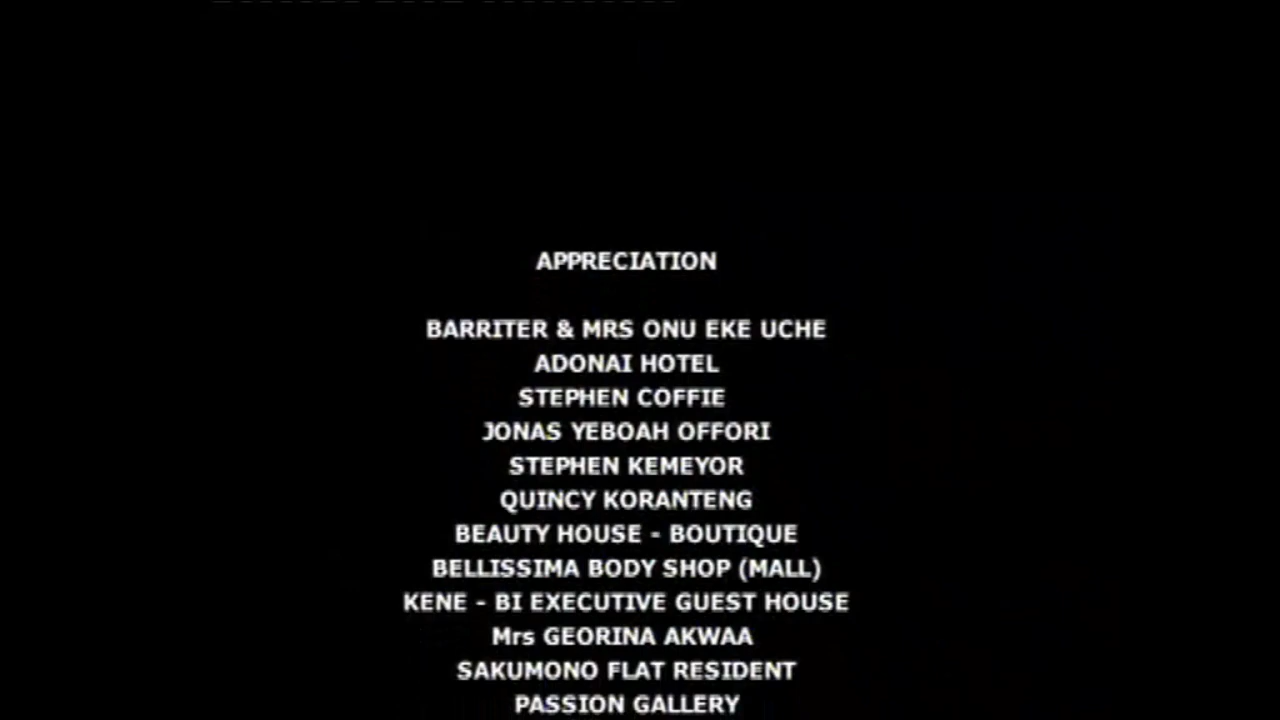 APPRECIATION
BARRITER & MRS ONU EKE UCHE
ADONAI HOTEL
STEPHEN COFFIE
JONAS YEBOAH OFFORI
STEPHEN KEMEYOR
QUINCY KORANTENG
BEAUTY HOUSE - BOUTIQUE
BELLISSIMA BODY SHOP (MALL)
KENE - BI EXECUTIVE GUEST HOUSE
Mrs GEORINA AKWAA
SAKUMONO FLAT RESIDENT
PASSION GALLERY